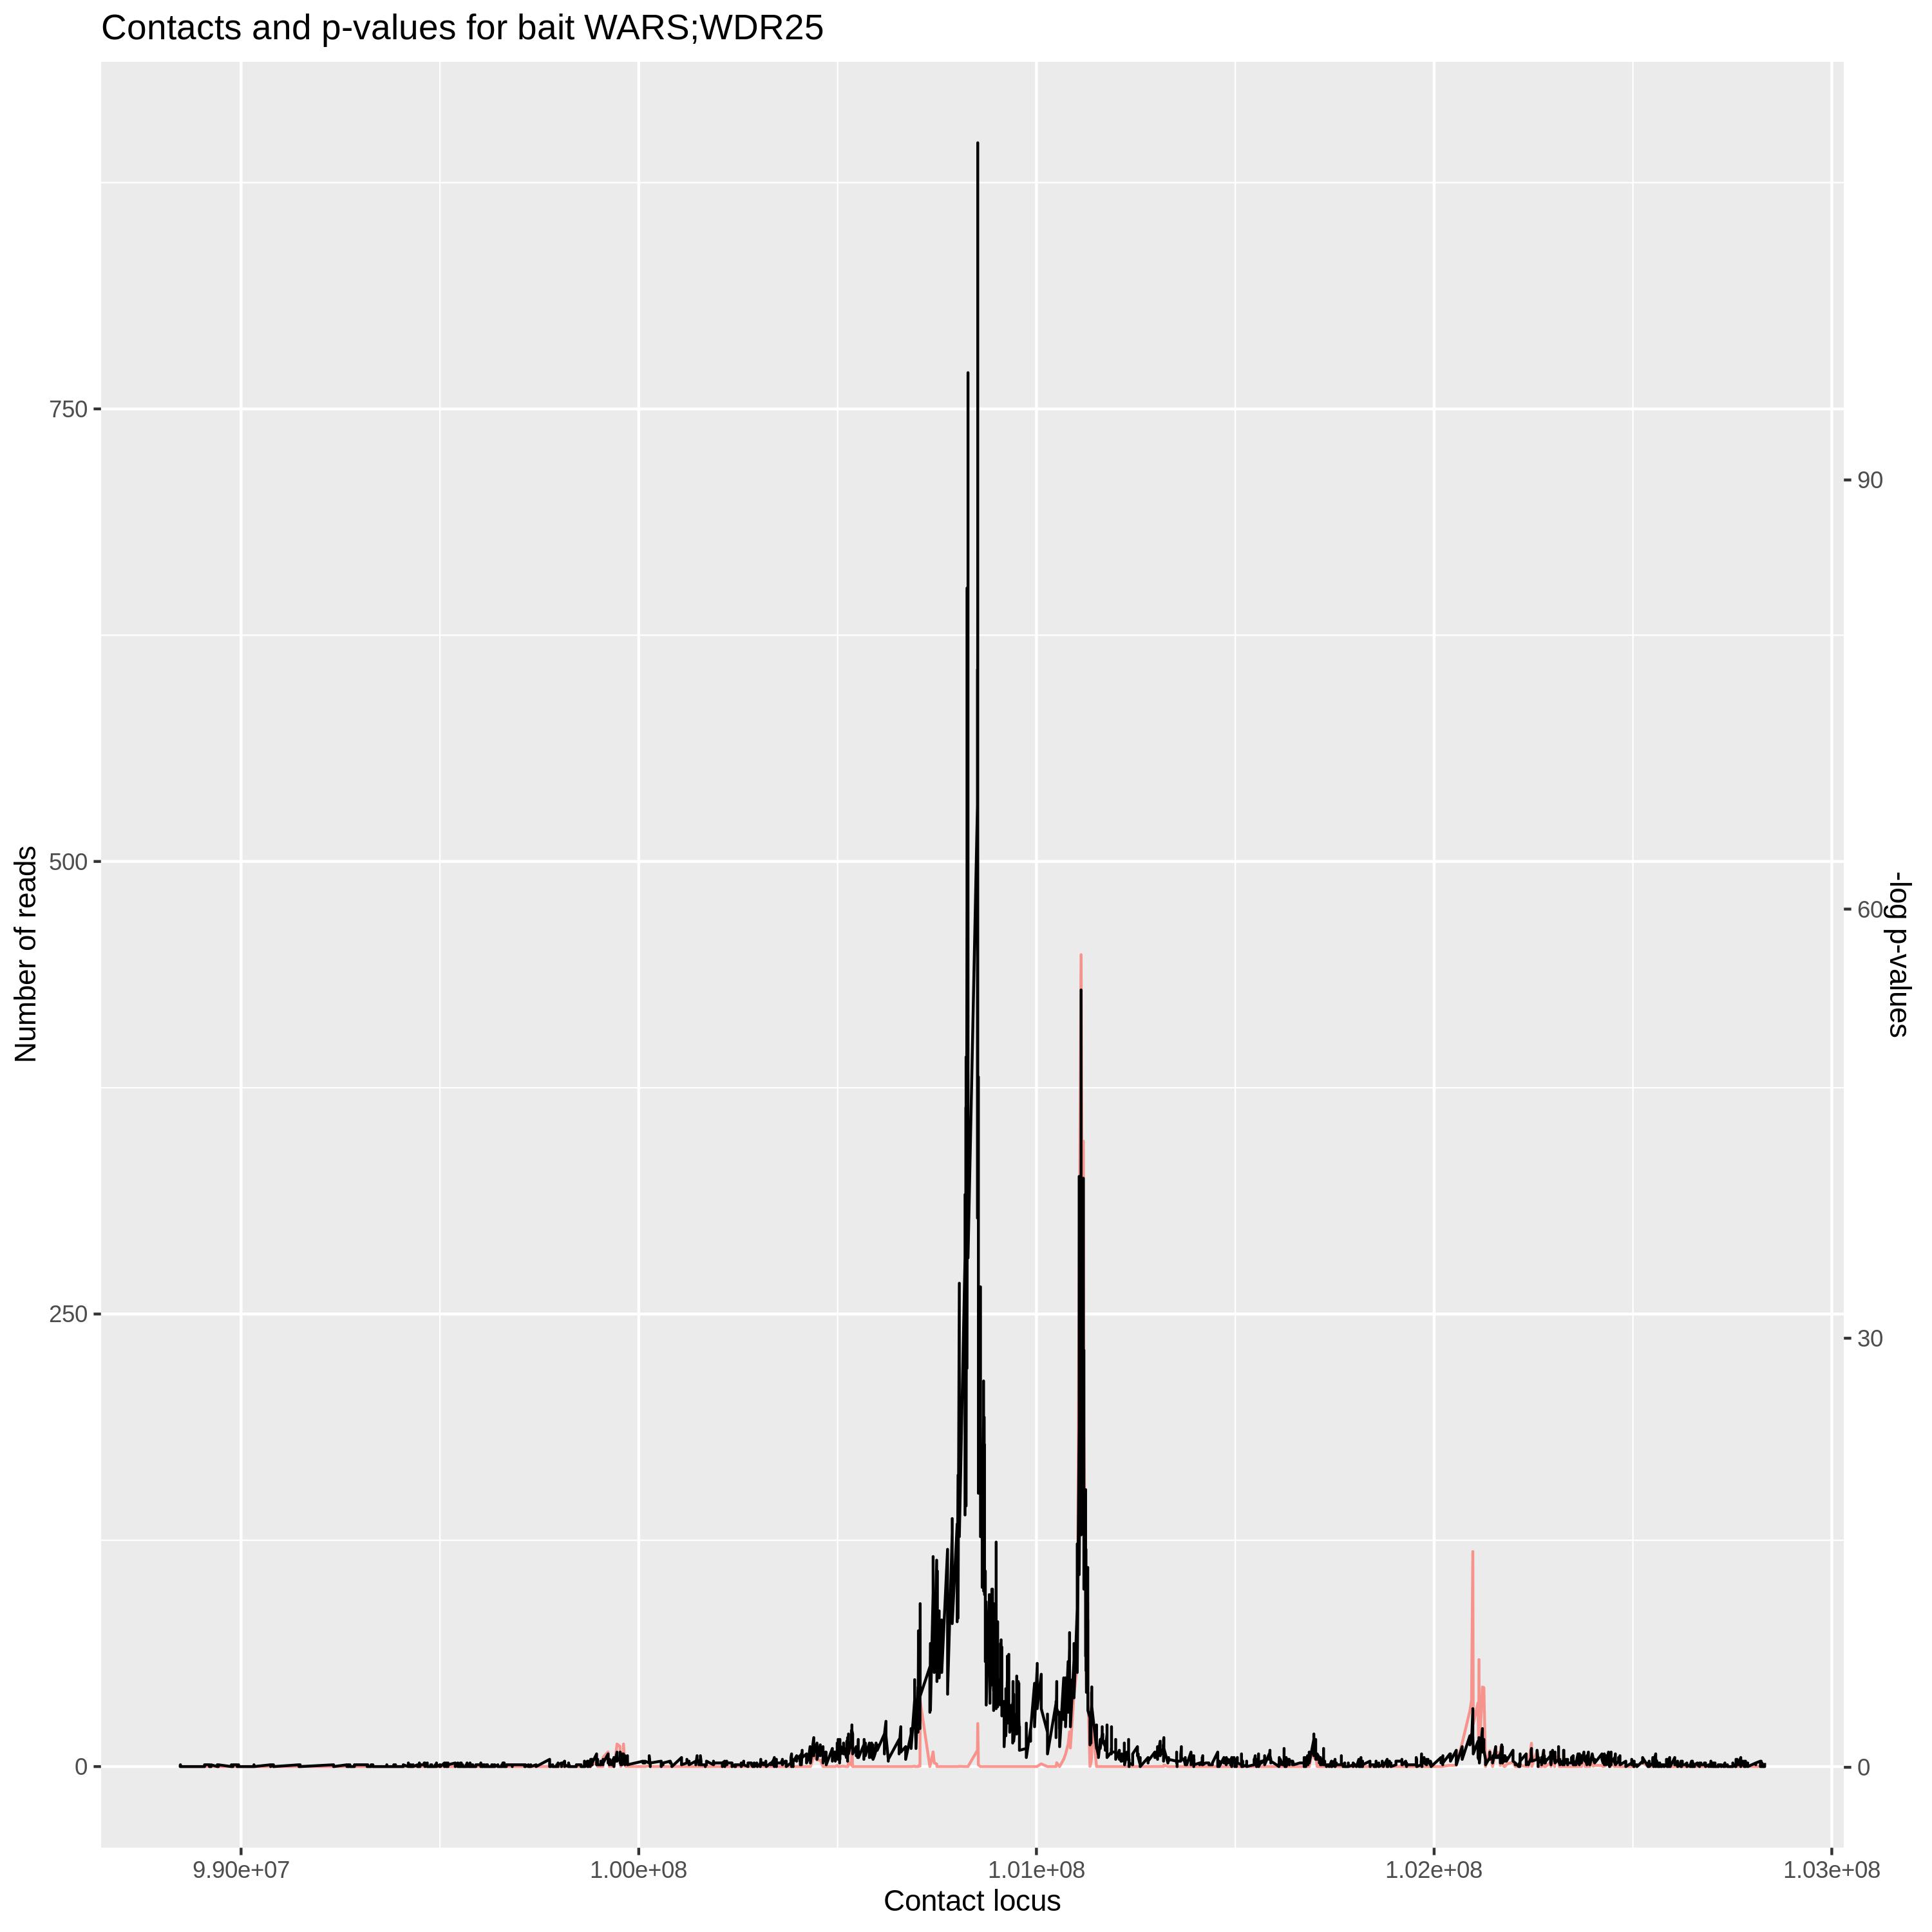 Contacts and p-values for bait WARS;WDR25
750
500
250
0
Number of reads
90
60
30
0
-log p-values
9.90e+07
1.00e+08
1.01e+08
1.02e+08
1.03e+08
Contact locus